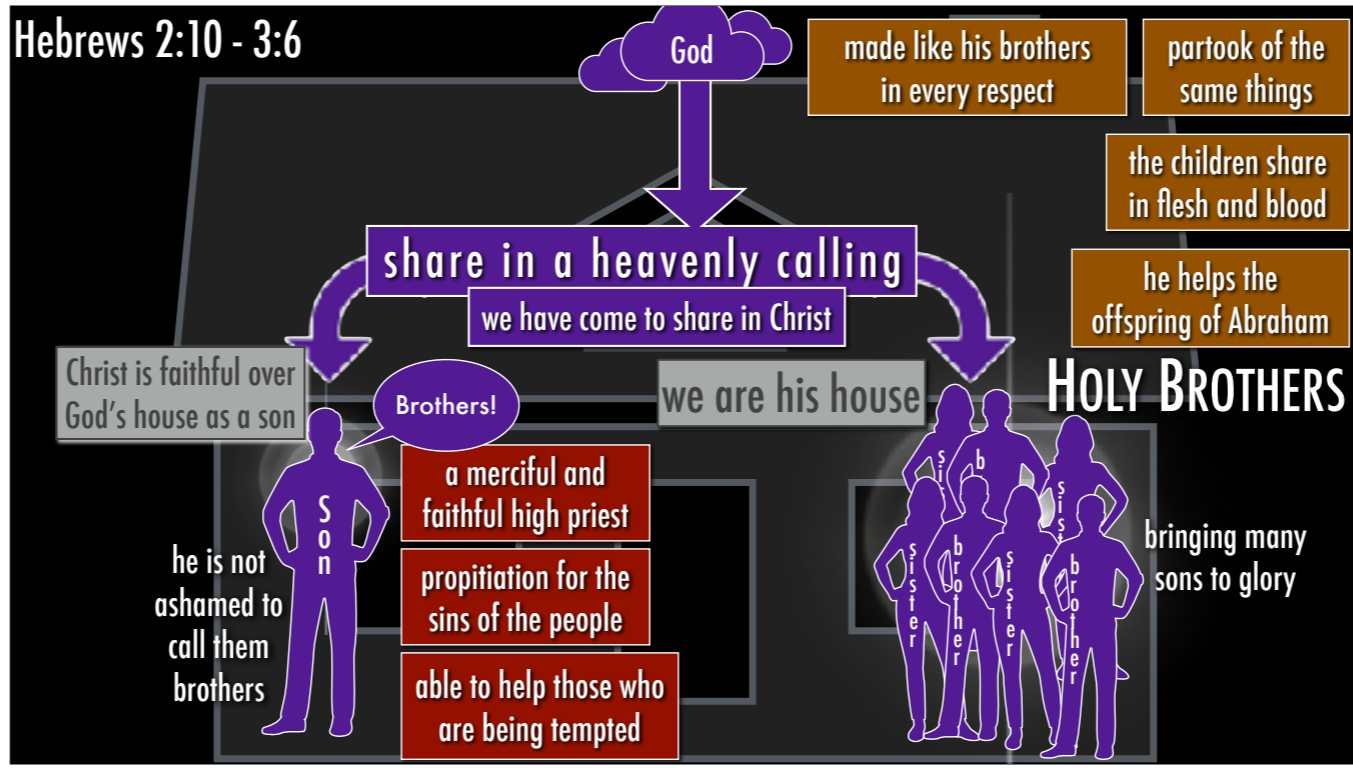 Hebrews 2:10 - 3:6
God
made like his brothers
in every respect
partook of the
same things
the children share
in flesh and blood
he helps the
offspring of Abraham
share in a heavenly calling
we have come to share in Christ
Christ is faithful over
God's house as a son
Brothers!
we are his house
HOLY BROTHERS
Son
he is not
ashamed to
call them
brothers
a merciful and
faithful high priest
propitiation for the
sins of the people
able to help those who
are being tempted
sister
brother
sister
brother
bringing many
sons to glory